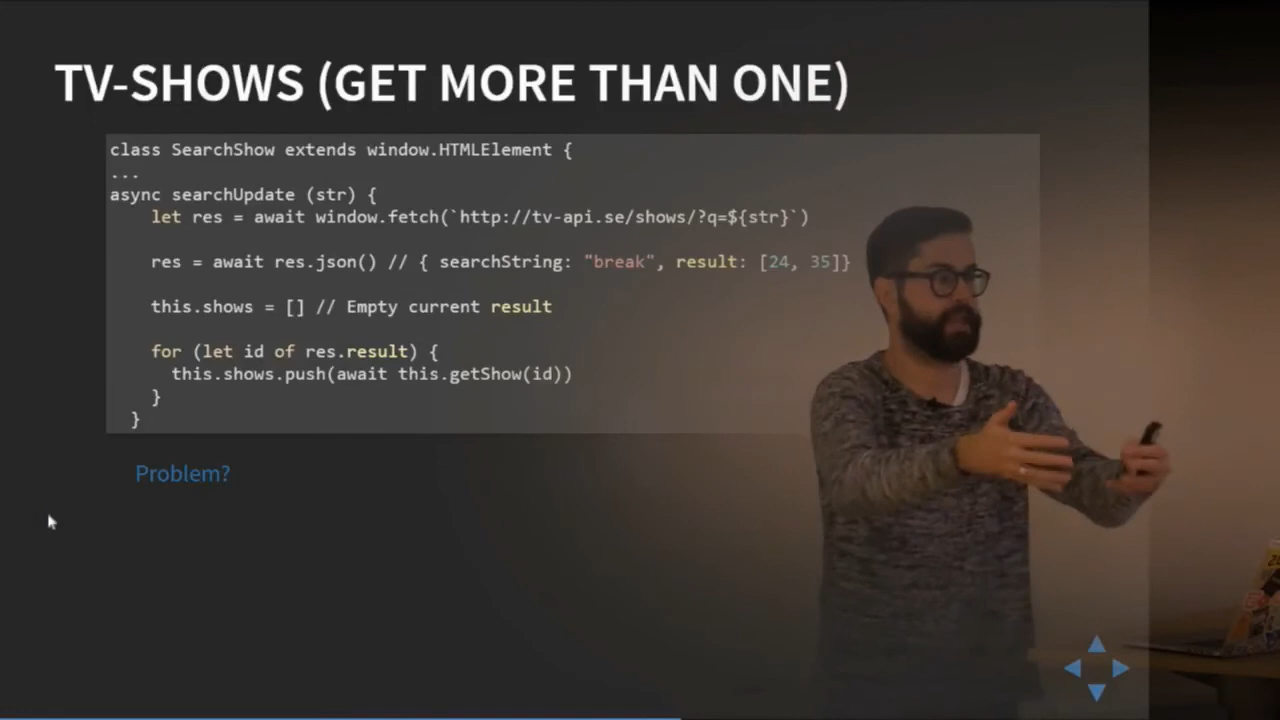 TV-SHOWS (GET MORE THAN ONE)
class SearchShow extends window.HTMLElement {
...
async searchUpdate (str) {
let res = await window.fetch(`http://tv-api.se/shows/?q=${str}`)
res = await res.json() // { searchString: "break", result: [24, 35]}
this.shows = [] // Empty current result
for (let id of res.result) {
this.shows.push(await this.getShow(id))
}
}
Problem?